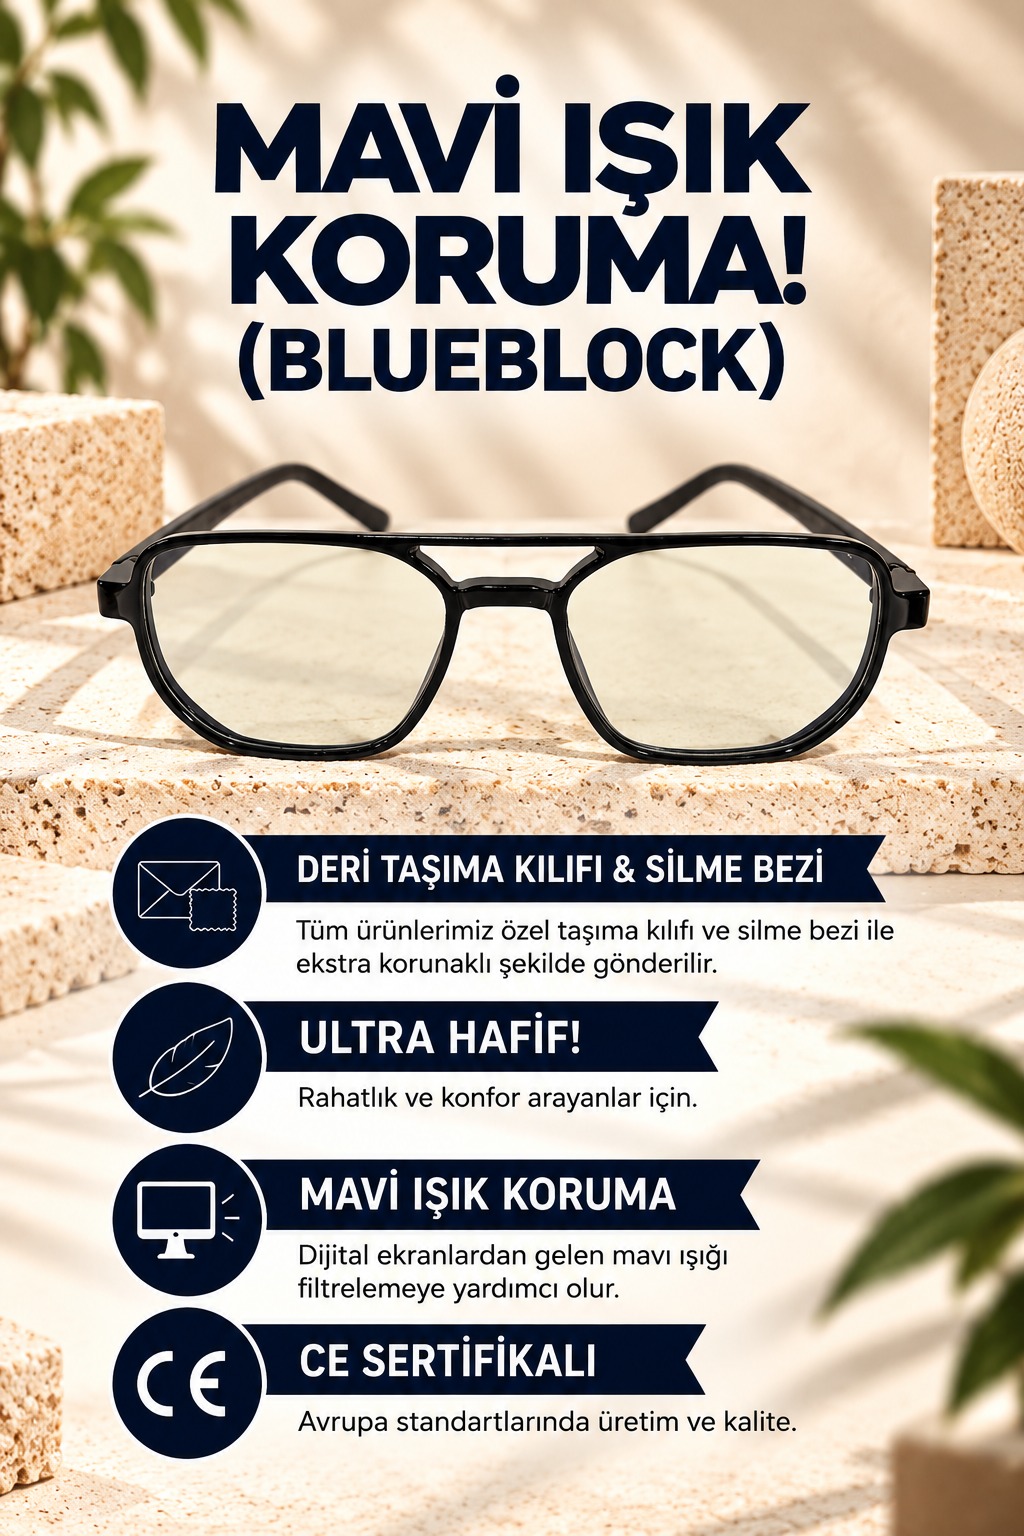 MAVİ IŞIK
KORUMA!
(BLUEBLOCK)
DERİ TAŞIMA KILIFI & SİLME BEZİ
Tüm ürünlerimiz özel taşıma kılıfı ve silme bezi ile
ekstra korunaklı şekilde gönderilir.
ULTRA HAFİF!
Rahatlık ve konfor arayanlar için.
MAVİ IŞIK KORUMA
Dijital ekranlardan gelen mavı ışığı
filtrelemeye yardımcı olur.
CE
CE SERTİFİKALI
Avrupa standartlarında üretim ve kalite.